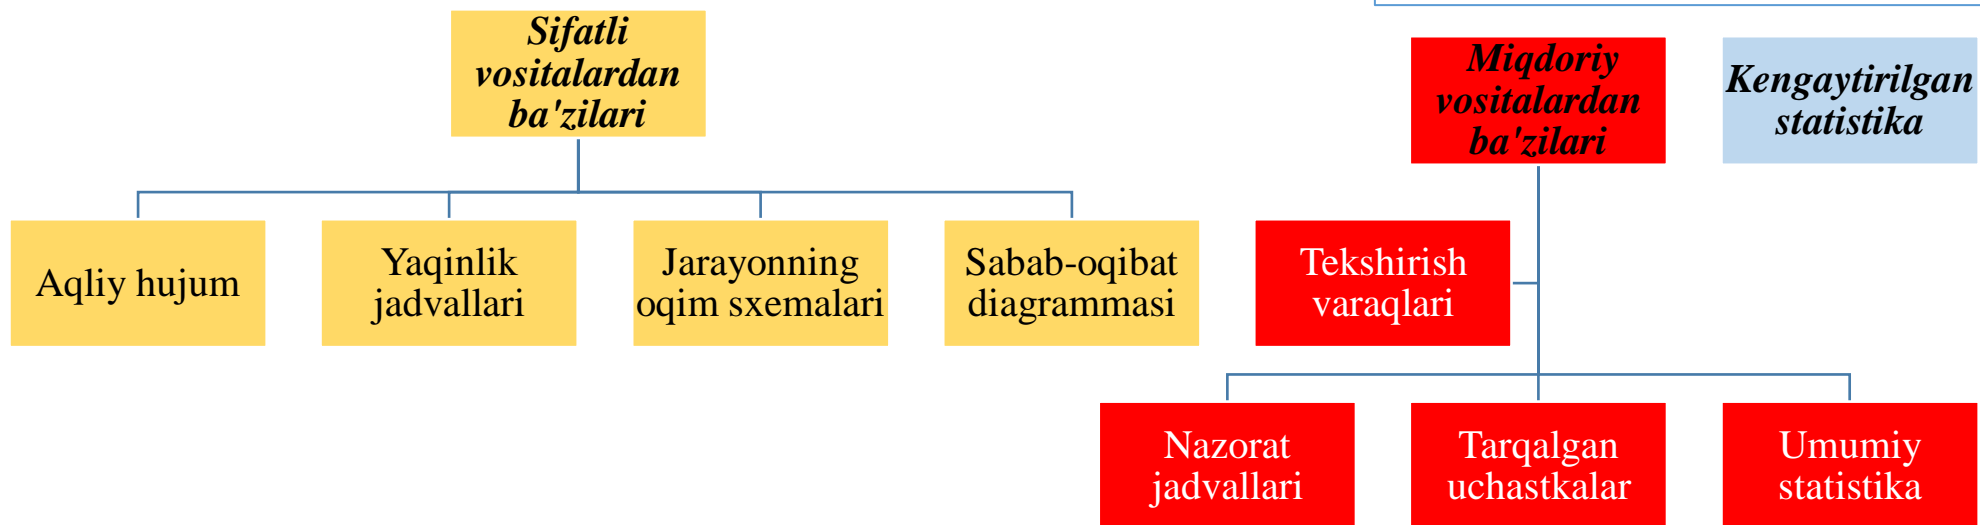 Sifatli
vositalardan
ba'zilari
Miqdoriy
vositalardan
ba'zilari
Kengaytirilgan
statistika
Aqliy hujum
Yaqinlik
jadvallari
Jarayonning
oqim sxemalari
Sabab-oqibat
diagrammasi
Tekshirish
varaqlari
Nazorat
jadvallari
Tarqalgan
uchastkalar
Umumiy
statistika